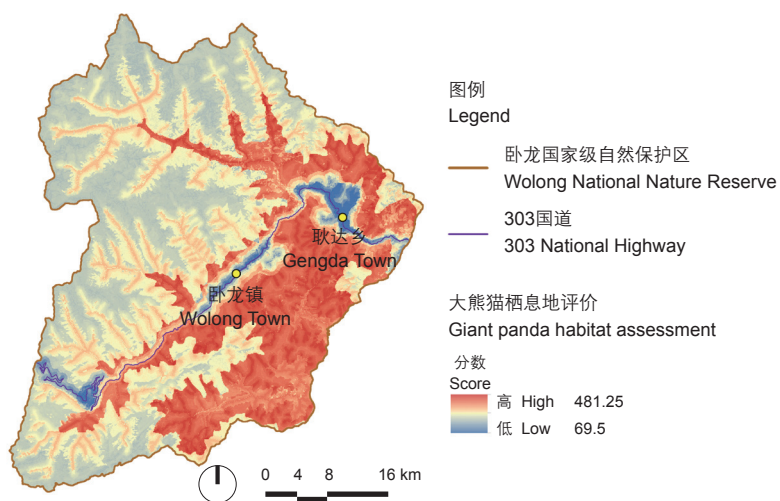 耿达乡
Gengda Town
卧龙镇
Wolong Town
0 4 8 16 km
图例
Legend
卧龙国家级自然保护区
Wolong National Nature Reserve
303国道
303 National Highway
大熊猫栖息地评价
Giant panda habitat assessment
分数
Score
高 High 481.25
低 Low 69.5